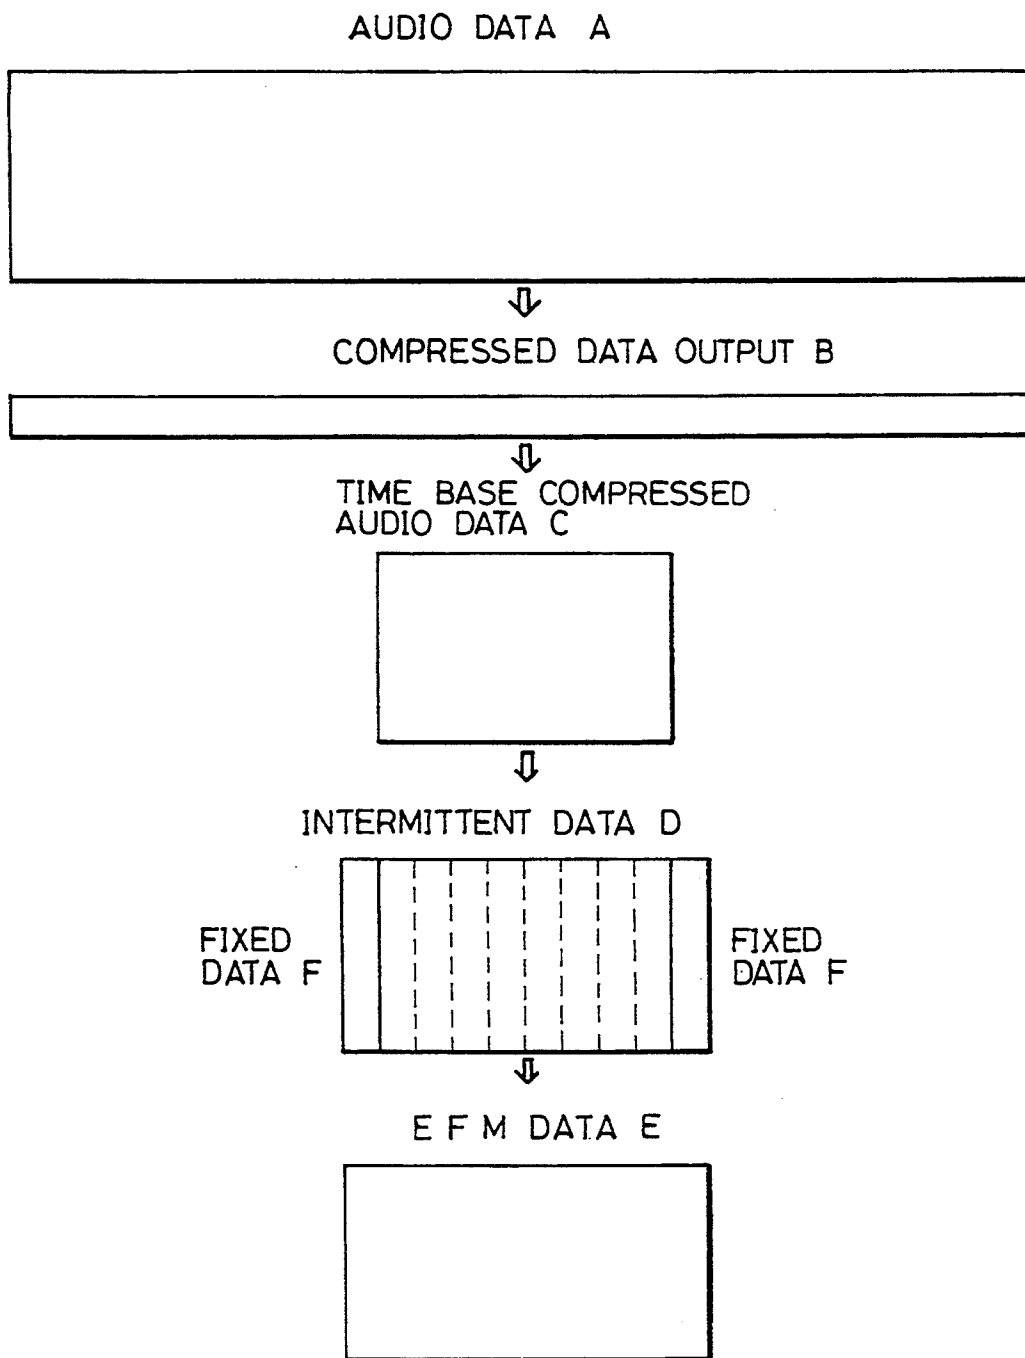 AUDIO DATA A
COMPRESSED DATA OUTPUT B
TIME BASE COMPRESSED
AUDIO DATA C
INTERMITTENT DATA D
FIXED
DATA F
FIXED
DATA F
E F M DATA E